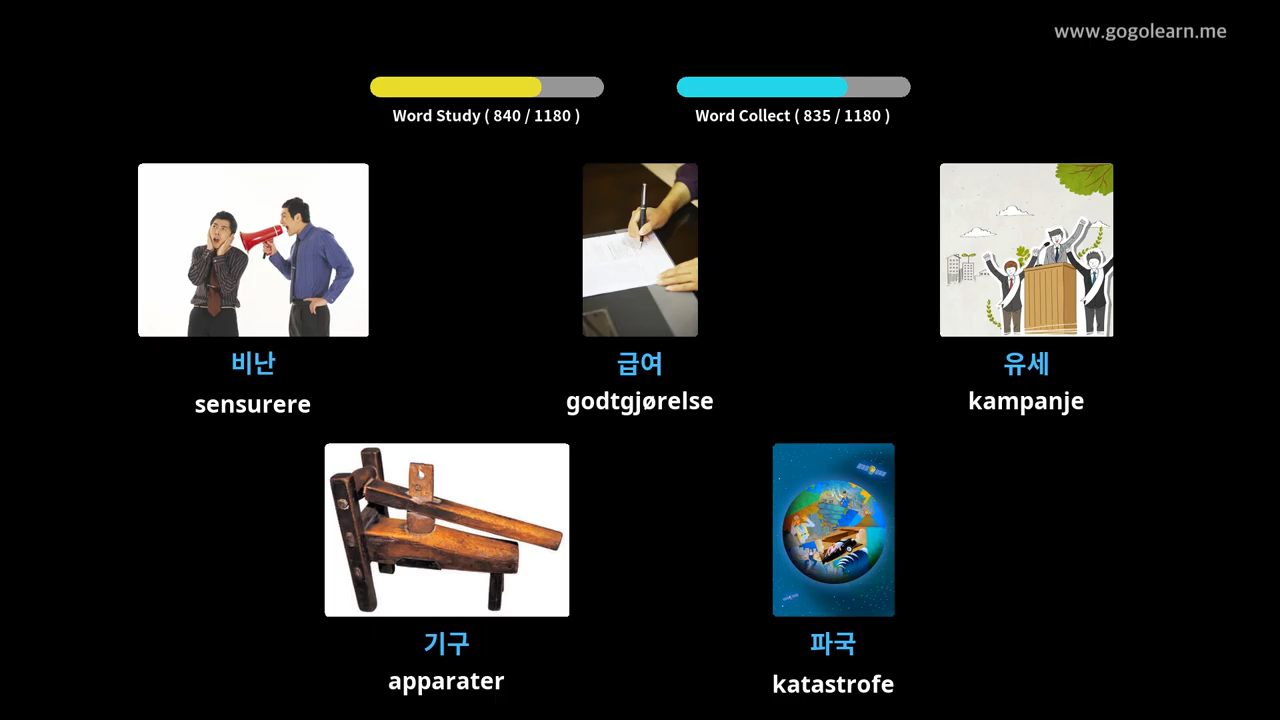 www.gogolearn.me
Word Study ( 840 / 1180 )
Word Collect ( 835 / 1180 )
비난
급여
유세
sensurere
godtgjørelse
kampanje
기구
파국
apparater
katastrofe